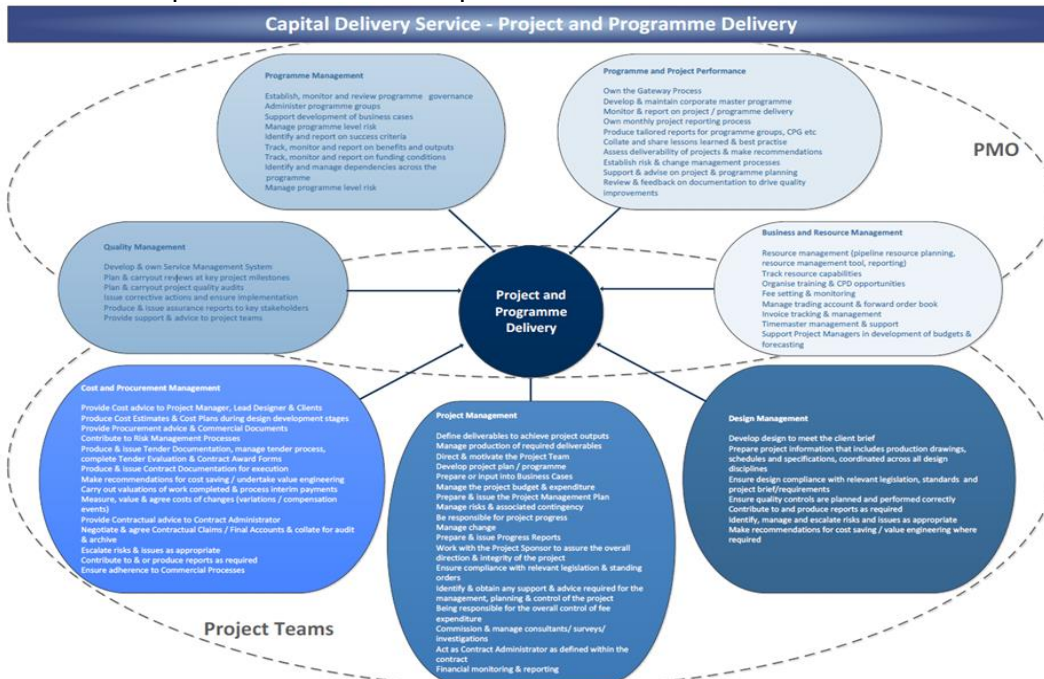 Capital Delivery Service - Project and Programme Delivery
Programme Management
Establish, monitor and review programme governance
Administer programme groups
Support development of business cases
Manage programme level risk
Identify and report on success criteria
Track, monitor and report on benefits and outputs
Track, monitor and report on funding conditions
Identify and manage dependencies across the
programme
Manage programme level risk
Programme and Project Performance
Own the Gateway Process
Develop & maintain corporate master programme
Monitor & report on project / programme delivery
Own monthly project reporting process
Produce tailored reports for programme groups, CPG etc
Collate and share lessons learned & best practise
Assess deliverability of projects & make recommendations
Establish risk & change management processes
Support & advise on project & programme planning
Review & feedback on documentation to drive quality
improvements
PMO
Quality Management
Develop & own Service Management System
Plan & carryout reviews at key project milestones
Plan & carryout project quality audits
Issue corrective actions and ensure implementation
Produce & issue assurance reports to key stakeholders
Provide support & advice to project teams
Project and
Programme
Delivery
Business and Resource Management
Resource management (pipeline resource planning,
resource management tool, reporting)
Track resource capabilities
Organise training & CPD opportunities
Fee setting & monitoring
Manage trading account & forward order book
Invoice tracking & management
Timemaster management & support
Support Project Managers in development of budgets &
forecasting
Cost and Procurement Management
Provide Cost advice to Project Manager, Lead Designer & Clients
Produce Cost Estimates & Cost Plans during design development stages
Provide Procurement advice & Commercial Documents
Contribute to Risk Management Processes
Produce & issue Tender Documentation, manage tender process,
complete Tender Evaluation & Contract Award Forms
Produce & issue Contract Documentation for execution
Make recommendations for cost saving / undertake value engineering
Carry out valuations of work completed & process interim payments
Measure, value & agree costs of changes (variations / compensation
events)
Provide Contractual advice to Contract Administrator
Negotiate & agree Contractual Claims / Final Accounts & collate for audit
& archive
Escalate risks & issues as appropriate
Contribute to & or produce reports as required
Ensure adherence to Commercial Processes
Project Management
Define deliverables to achieve project outputs
Manage production of required deliverables
Direct & motivate the Project Team
Develop project plan / programme
Prepare or input into Business Cases
Manage the project budget & expenditure
Prepare & issue the Project Management Plan
Manage risks & associated contingency
Be responsible for project progress
Manage change
Prepare & issue Progress Reports
Work with the Project Sponsor to assure the overall
direction & integrity of the project
Ensure compliance with relevant legislation & standing
orders
Identify & obtain any support & advice required for the
management, planning & control of the project
Being responsible for the overall control of fee
expenditure
Commission & manage consultants/ surveys/
investigations
Act as Contract Administrator as defined within the
contract
Financial monitoring & reporting
Design Management
Develop design to meet the client brief
Prepare project information that includes production drawings,
schedules and specifications, coordinated across all design
disciplines
Ensure design compliance with relevant legislation, standards and
project brief/requirements
Ensure quality controls are planned and performed correctly
Contribute to and produce reports as required
Identify, manage and escalate risks and issues as appropriate
Make recommendations for cost saving / value engineering where
required
Project Teams